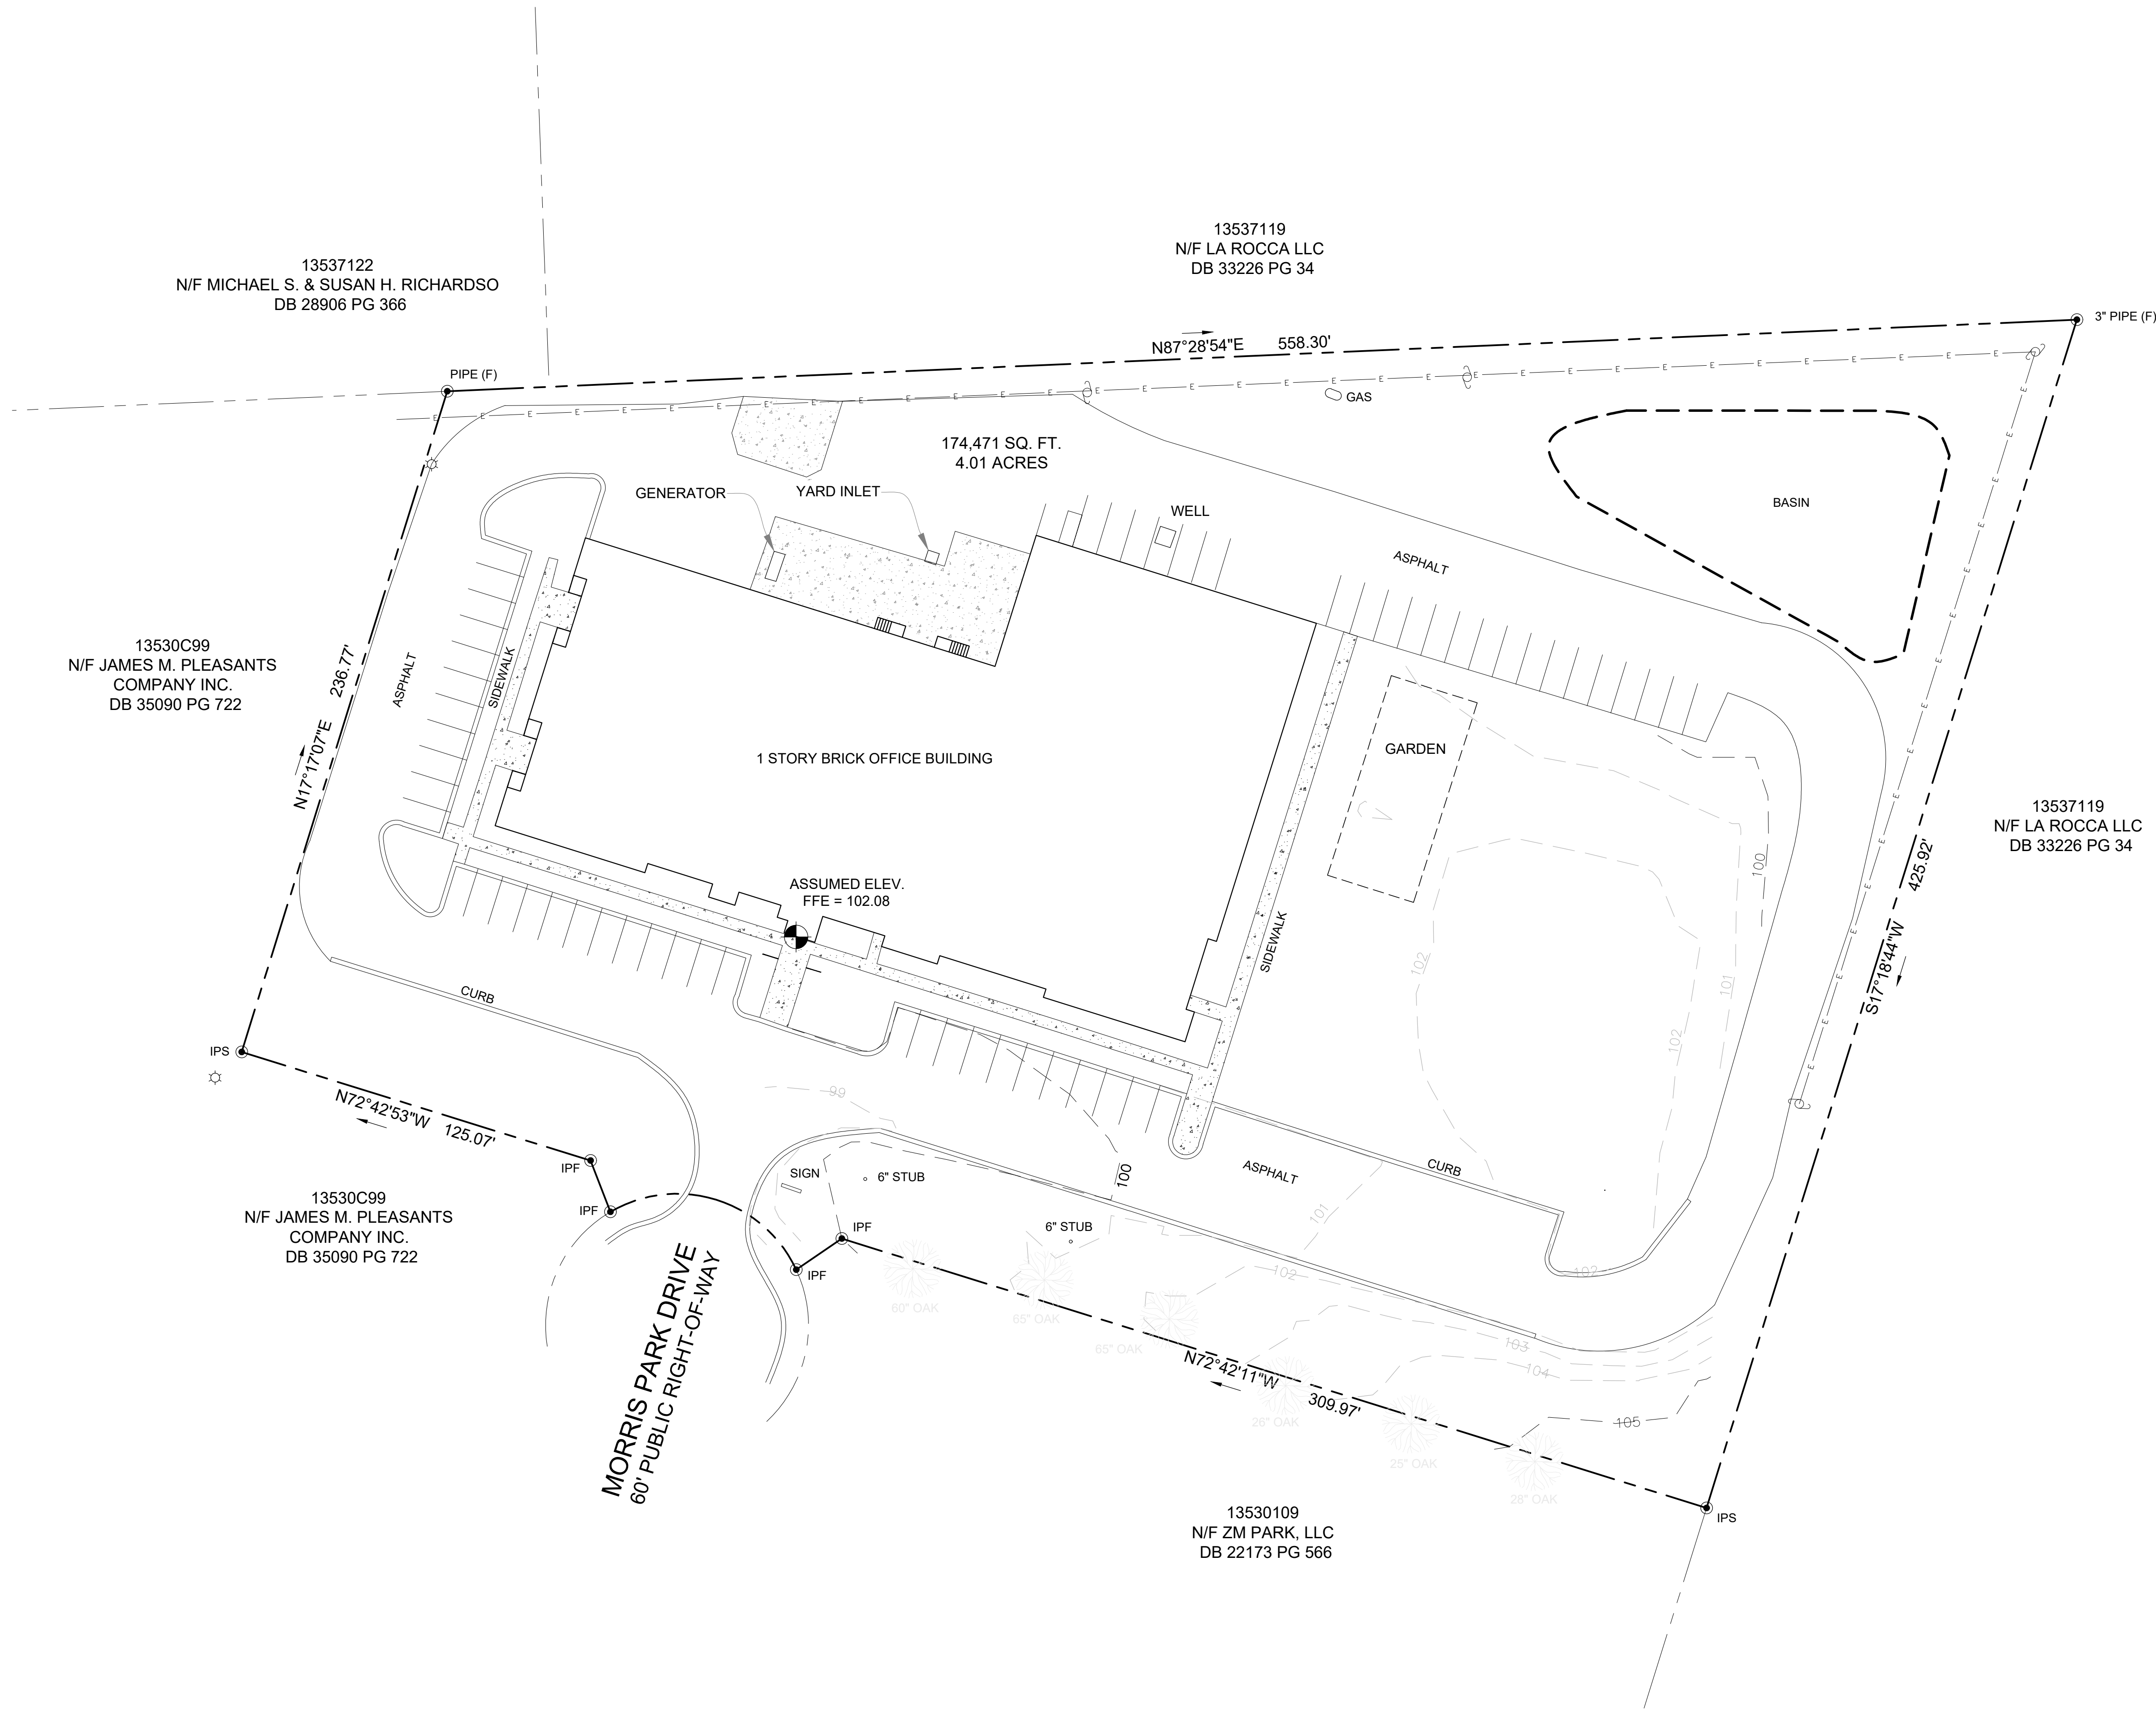 13537119
N/F LA ROCCA LLC
DB 33226 PG 34
13537122
N/F MICHAEL S. & SUSAN H. RICHARDSO
DB 28906 PG 366
3" PIPE (F)
N87°28'54"E 558.30'
PIPE (F)
E E E E E E E E E E E E E E E E E E E E E E E E E E E E E E E E E E
GAS
174,471 SQ. FT.
4.01 ACRES
GENERATOR
YARD INLET
WELL
BASIN
ASPHALT
13530C99
N/F JAMES M. PLEASANTS
COMPANY INC.
DB 35090 PG 722
N17°17'07"E 236.77'
ASPHALT
SIDEWALK
1 STORY BRICK OFFICE BUILDING
GARDEN
13537119
N/F LA ROCCA LLC
DB 33226 PG 34
S17°18'44"W 425.92'
100
101
102
102
ASSUMED ELEV.
FFE = 102.08
SIDEWALK
CURB
IPS
N72°42'53"W 125.07'
IPF
IPF
99
SIGN
6" STUB
100
ASPHALT
CURB
13530C99
N/F JAMES M. PLEASANTS
COMPANY INC.
DB 35090 PG 722
IPF
IPF
6" STUB
101
102
102
MORRIS PARK DRIVE
60' PUBLIC RIGHT-OF-WAY
60" OAK
65" OAK
65" OAK
103
104
105
N72°42'11"W 309.97'
26" OAK
25" OAK
28" OAK
13530109
N/F ZM PARK, LLC
DB 22173 PG 566
IPS